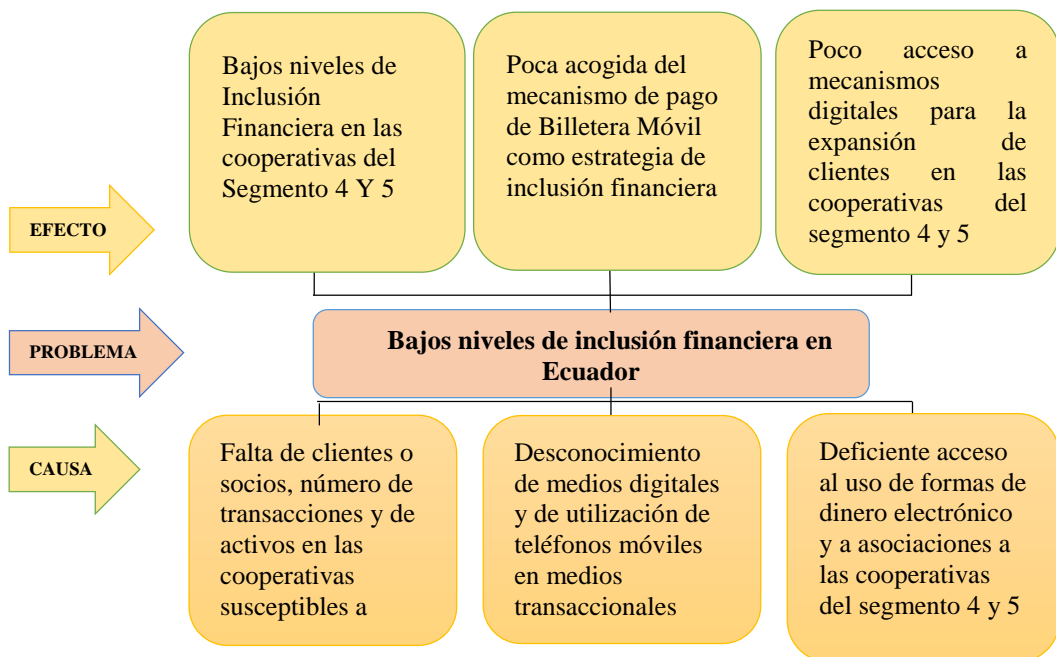 Bajos niveles de
Inclusión
Financiera en las
cooperativas del
Segmento 4 Y 5
Poca acogida del
mecanismo de pago
de Billetera Móvil
como estrategia de
inclusión financiera
Poco acceso a
mecanismos
digitales para la
expansión de
clientes en las
cooperativas del
segmento 4 y 5
EFECTO
PROBLEMA
Bajos niveles de inclusión financiera en
Ecuador
CAUSA
Falta de clientes o
socios, número de
transacciones y de
activos en las
cooperativas
susceptibles a
Desconocimiento
de medios digitales
y de utilización de
teléfonos móviles
en medios
transaccionales
Deficiente acceso
al uso de formas de
dinero electrónico
y a asociaciones a
las cooperativas
del segmento 4 y 5